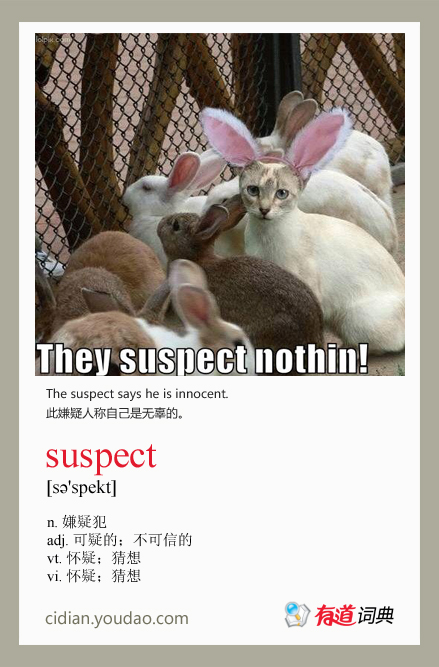 They suspect nothin!
The suspect says he is innocent.
此嫌疑人称自己是无辜的。
suspect
[sə'spekt]
n. 嫌疑犯
adj. 可疑的；不可信的
vt. 怀疑；猜想
vi. 怀疑；猜想
cidian.youdao.com
有道词典